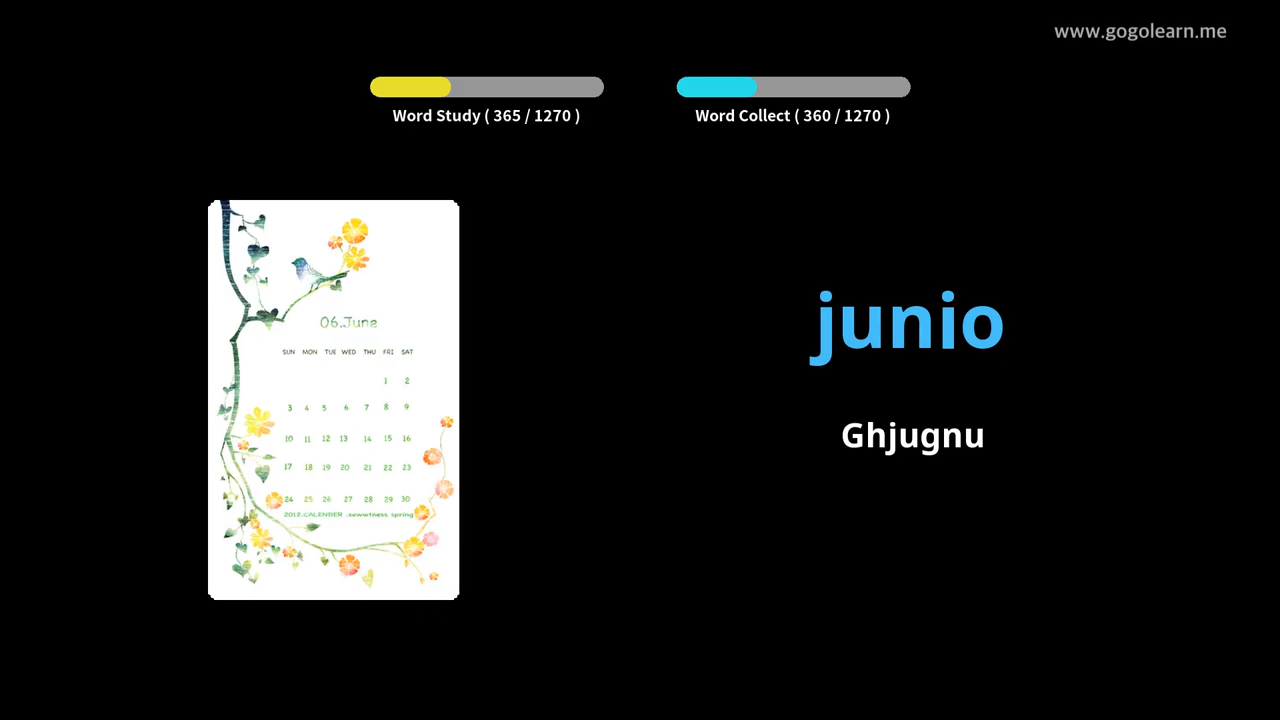 www.gogolearn.me
Word Study ( 365 / 1270 )
Word Collect ( 360 / 1270 )
06.June
SUN MON TUE WED THU FRI SAT
1 2
3 4 5 6 7 8 9
10 11 12 13 14 15 16
17 18 19 20 21 22 23
24 25 26 27 28 29 30
2012.CALENDER .sewwtness spring
junio
Ghjugnu